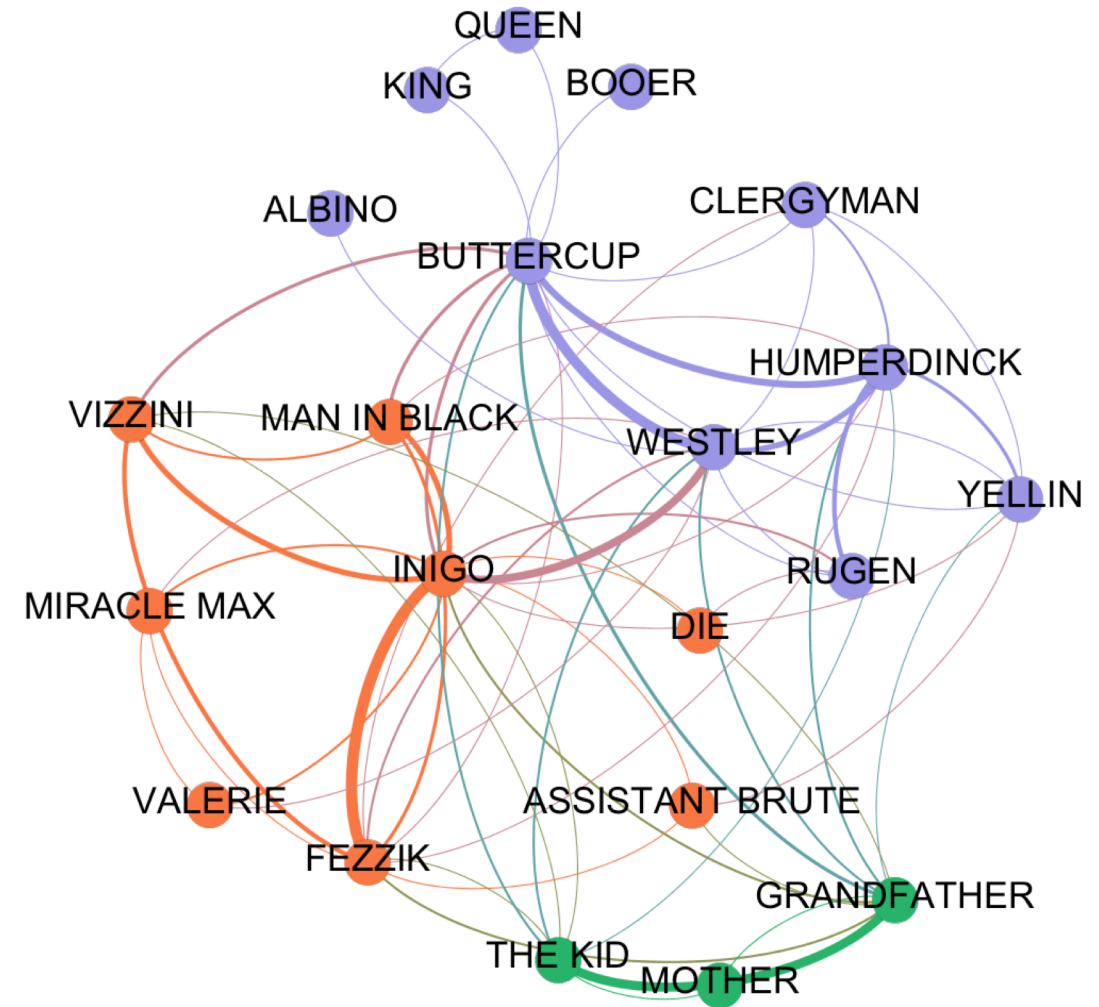 QUEEN
KING
BOOER
ALBINO
CLERGYMAN
BUTTERCUP
HUMPERDINCK
VIZZINI
MAN IN BLACK
WESTLEY
YELLIN
INIGO
RUGEN
MIRACLE MAX
DIE
VALERIE
ASSISTANT BRUTE
FEZZIK
GRANDFATHER
THE KID
MOTHER